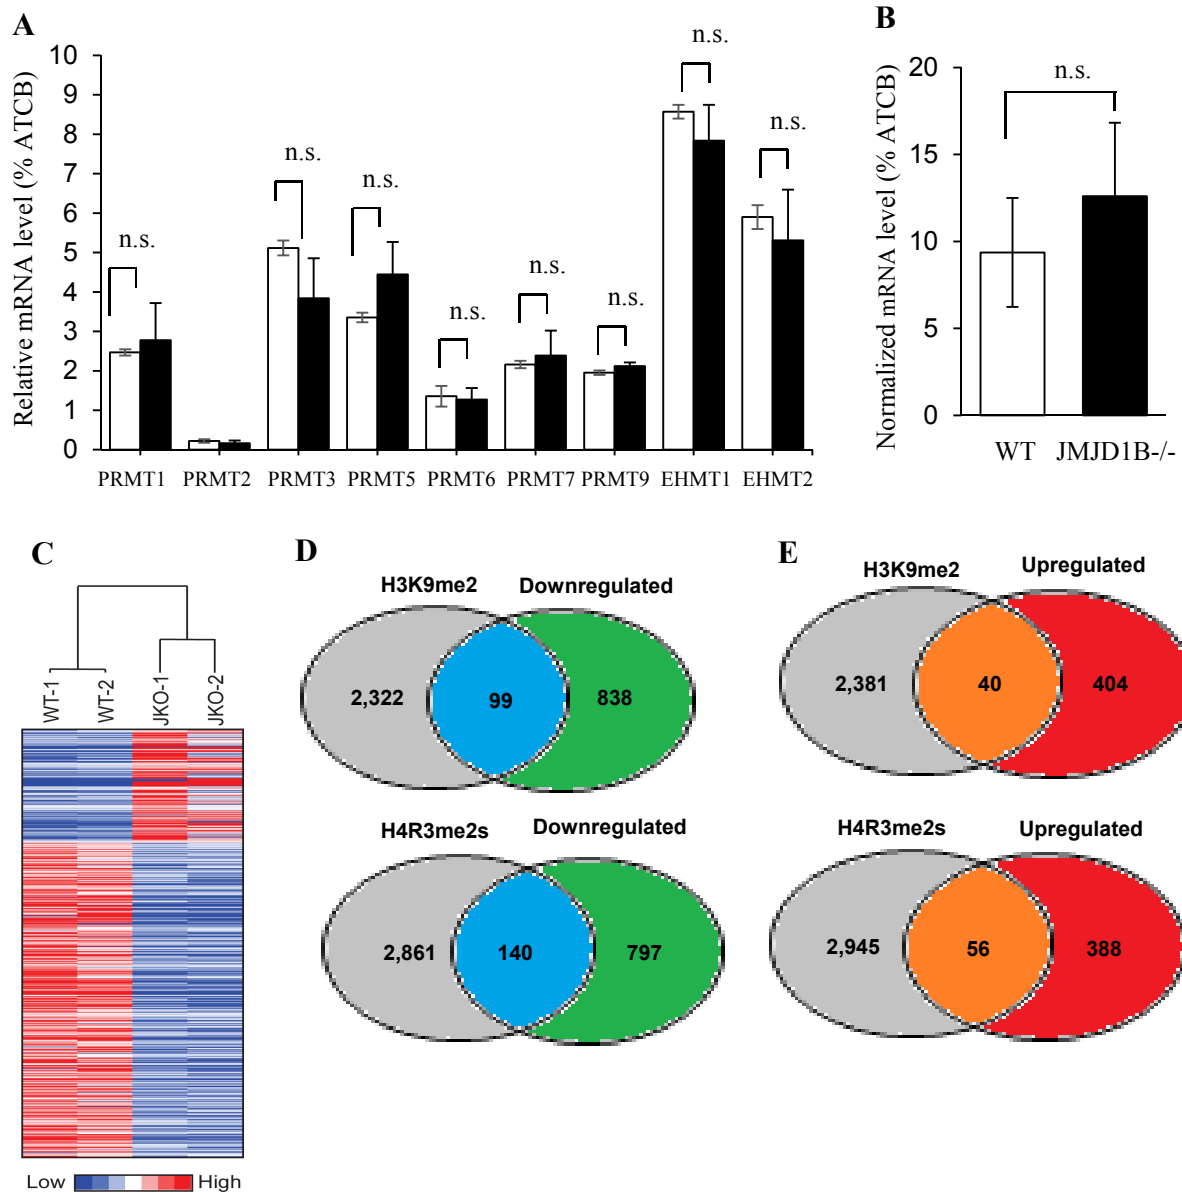 A
Relative mRNA level (% ATCB)
10
9
8
7
6
5
4
3
2
1
0
n.s.
n.s.
n.s.
n.s.
n.s.
n.s.
n.s.
n.s.
PRMT1 PRMT2 PRMT3 PRMT5 PRMT6 PRMT7 PRMT9 EHMT1 EHMT2
B
Normalized mRNA level (% ATCB)
20
15
10
5
0
n.s.
WT JMJD1B-/-
C
WT-1 WT-2 JKO-1 JKO-2
Low High
D
H3K9me2 Downregulated
2,322 99 838
H4R3me2s Downregulated
2,861 140 797
E
H3K9me2 Upregulated
2,381 40 404
H4R3me2s Upregulated
2,945 56 388